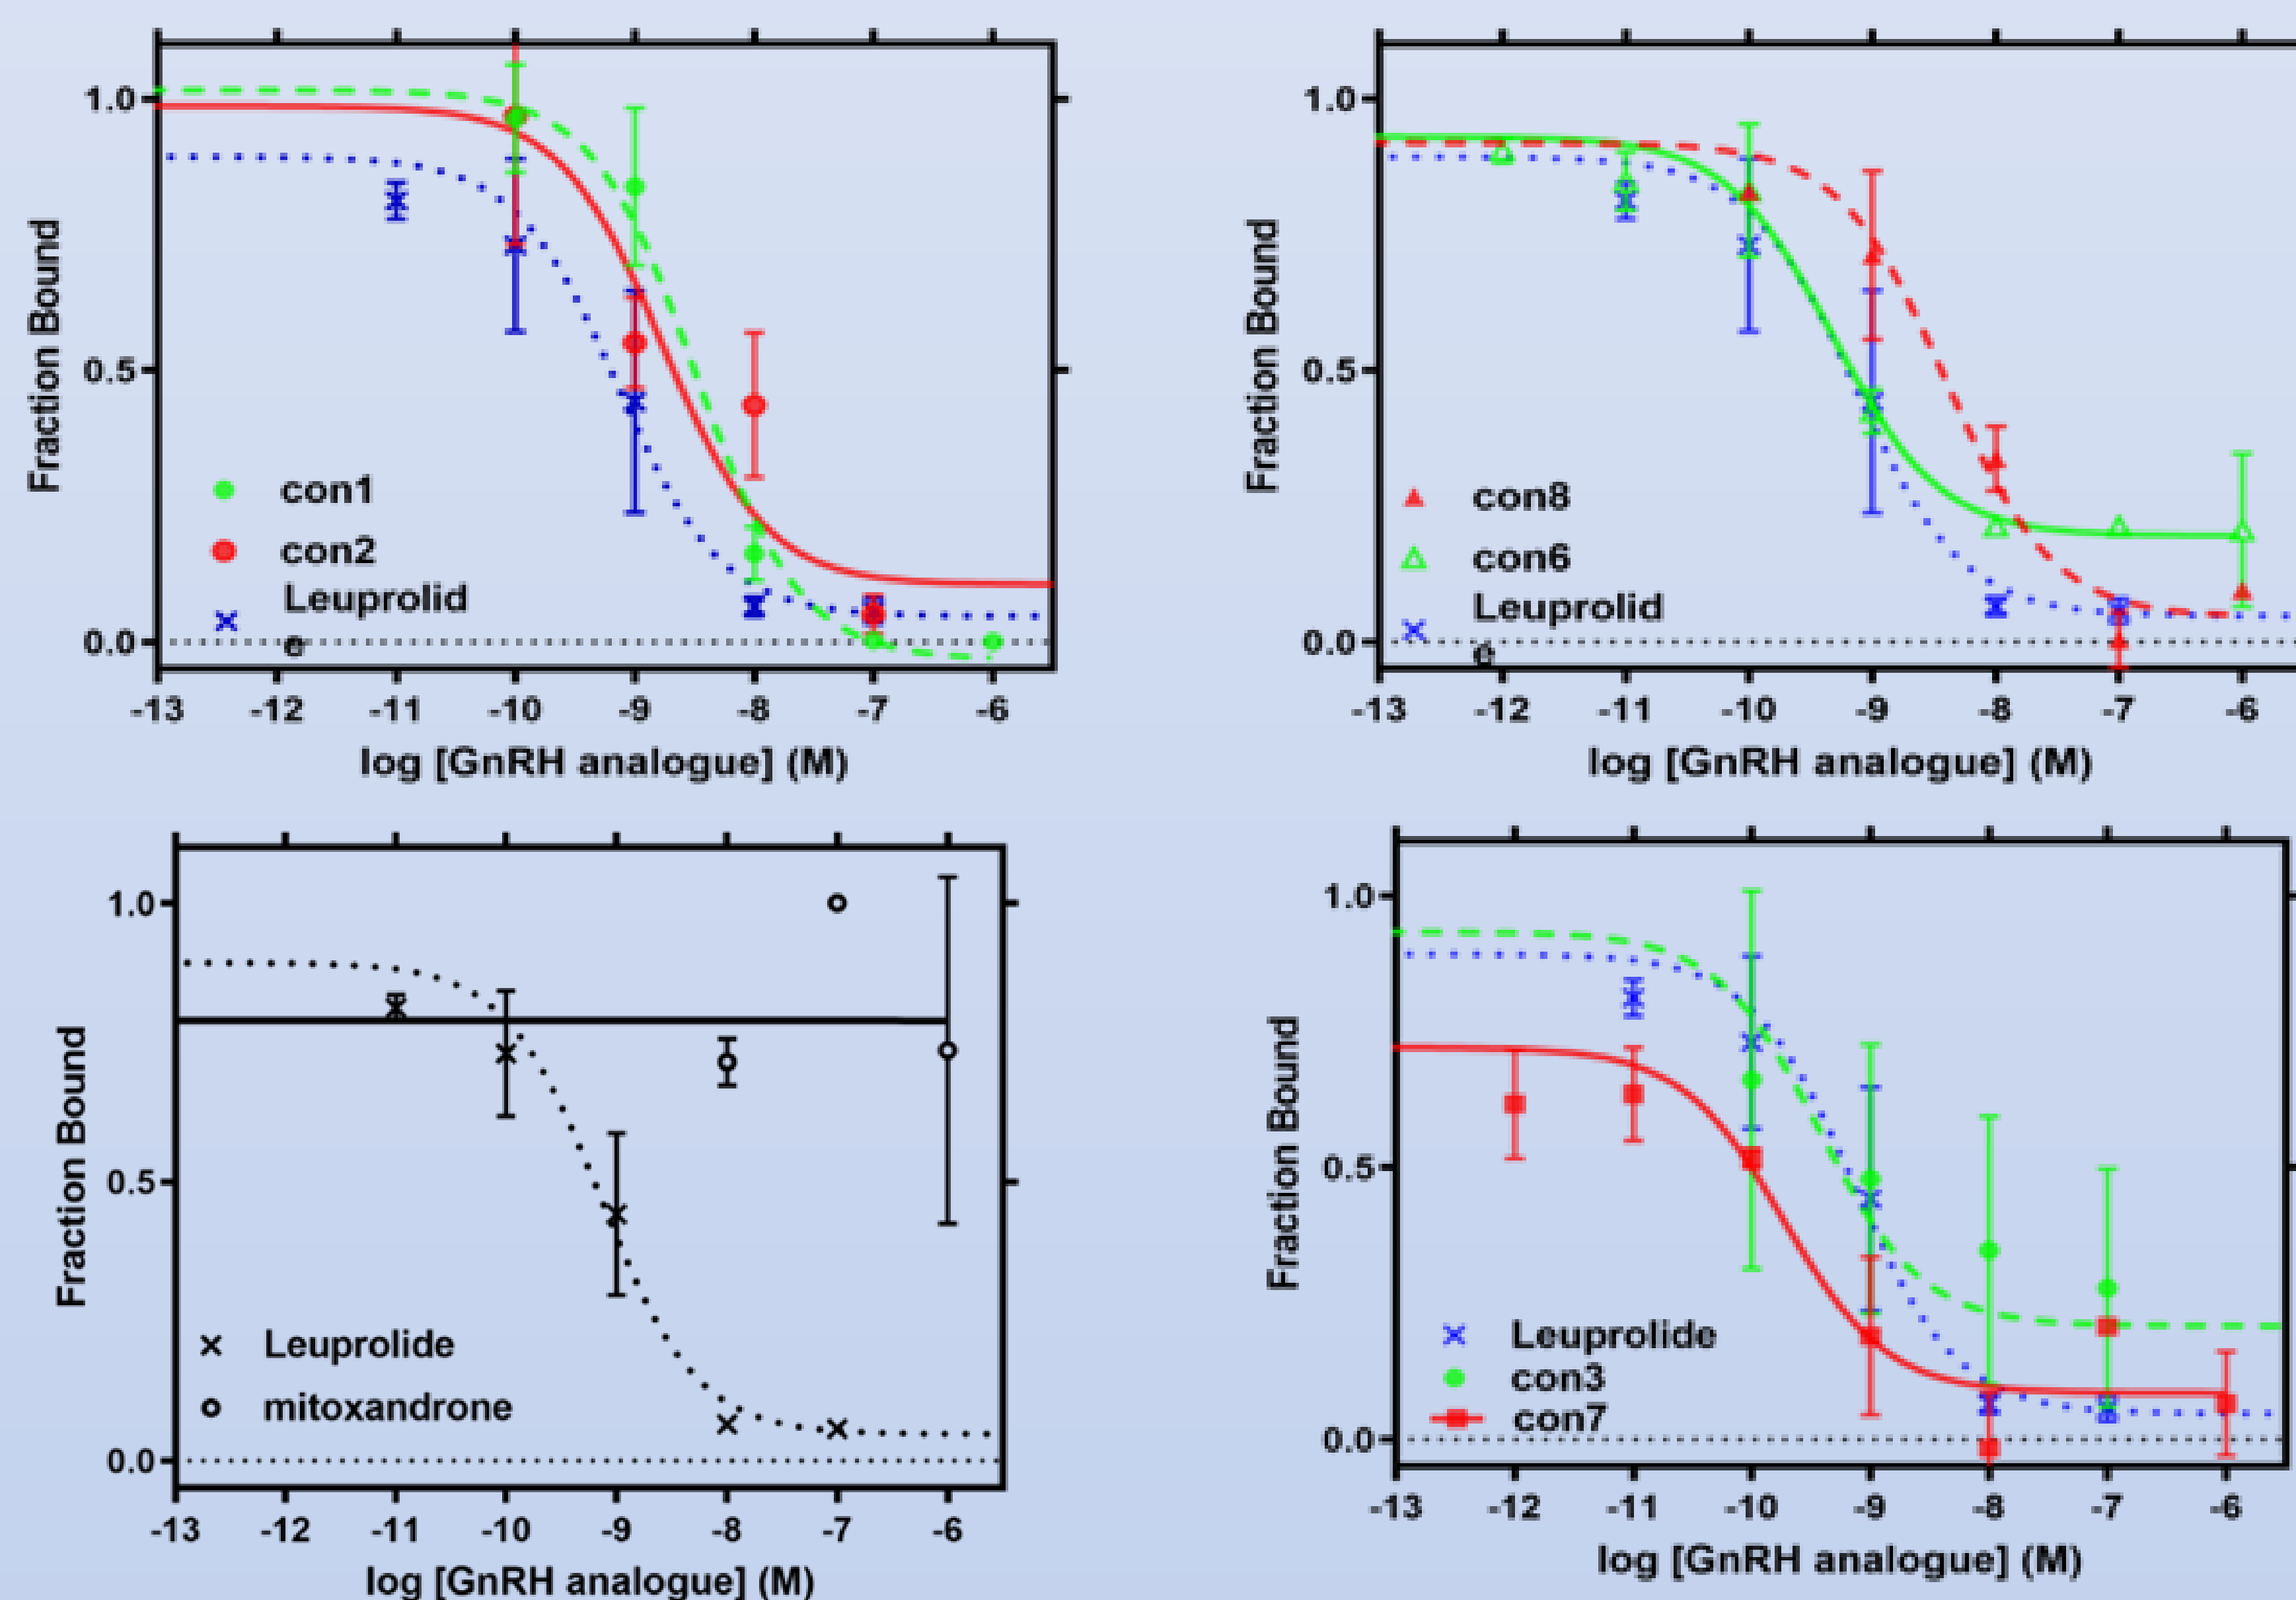 1.0
0.5
0.0
Fraction Bound
con1
con2
Leuprolid
e
-13 -12 -11 -10 -9 -8 -7 -6
log [GnRH analogue] (M)
1.0
0.5
0.0
Fraction Bound
con8
con6
Leuprolid
e
-13 -12 -11 -10 -9 -8 -7 -6
log [GnRH analogue] (M)
1.0
0.5
0.0
Fraction Bound
Leuprolide
mitoxandrone
-13 -12 -11 -10 -9 -8 -7 -6
log [GnRH analogue] (M)
1.0
0.5
0.0
Fraction Bound
Leuprolide
con3
con7
-13 -12 -11 -10 -9 -8 -7 -6
log [GnRH analogue] (M)